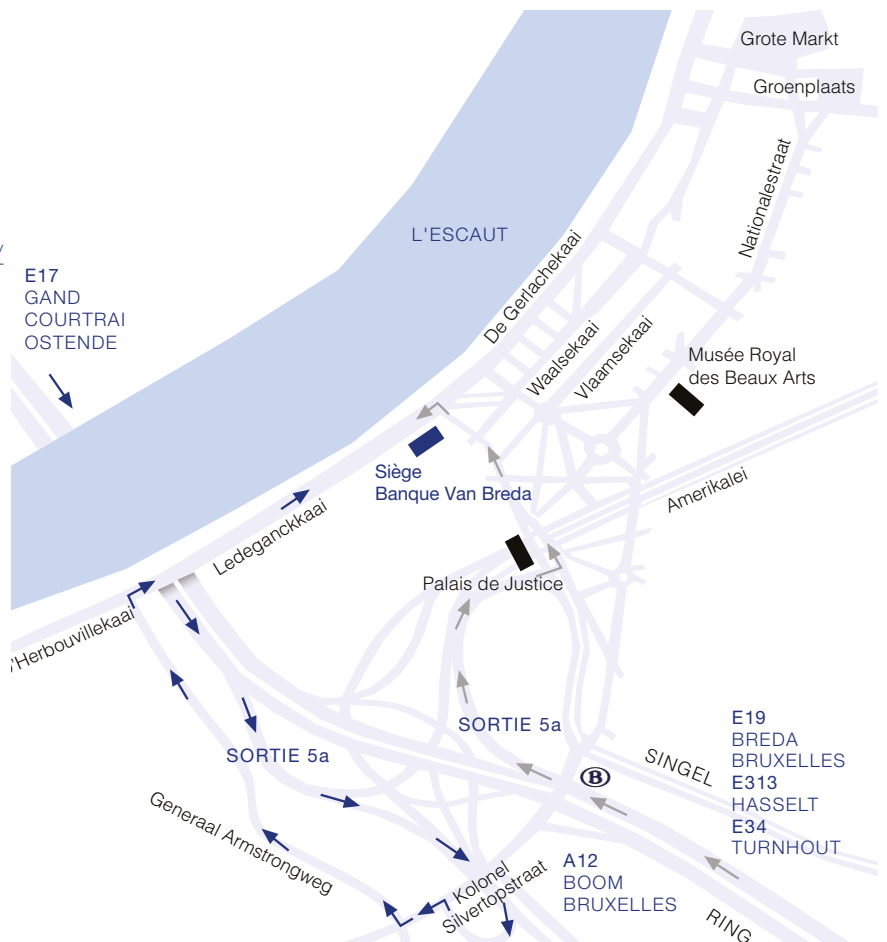 Grote Markt
Groenplaats
Nationalestraat
L'ESCAUT
De Gerlachekaai
E17
GAND
COURTRAI
OSTENDE
Waalsekaai
Vlaamsekaai
Musée Royal
des Beaux Arts
Siège
Banque Van Breda
Amerikalei
Ledeganckkaai
Palais de Justice
'Herbouvillekaai
SORTIE 5a
SORTIE 5a
B
SINGEL
E19
BREDA
BRUXELLES
E313
HASSELT
E34
TURNHOUT
Generaal Armstrongweg
Kolonel
Silvertopstraat
A12
BOOM
BRUXELLES
RING